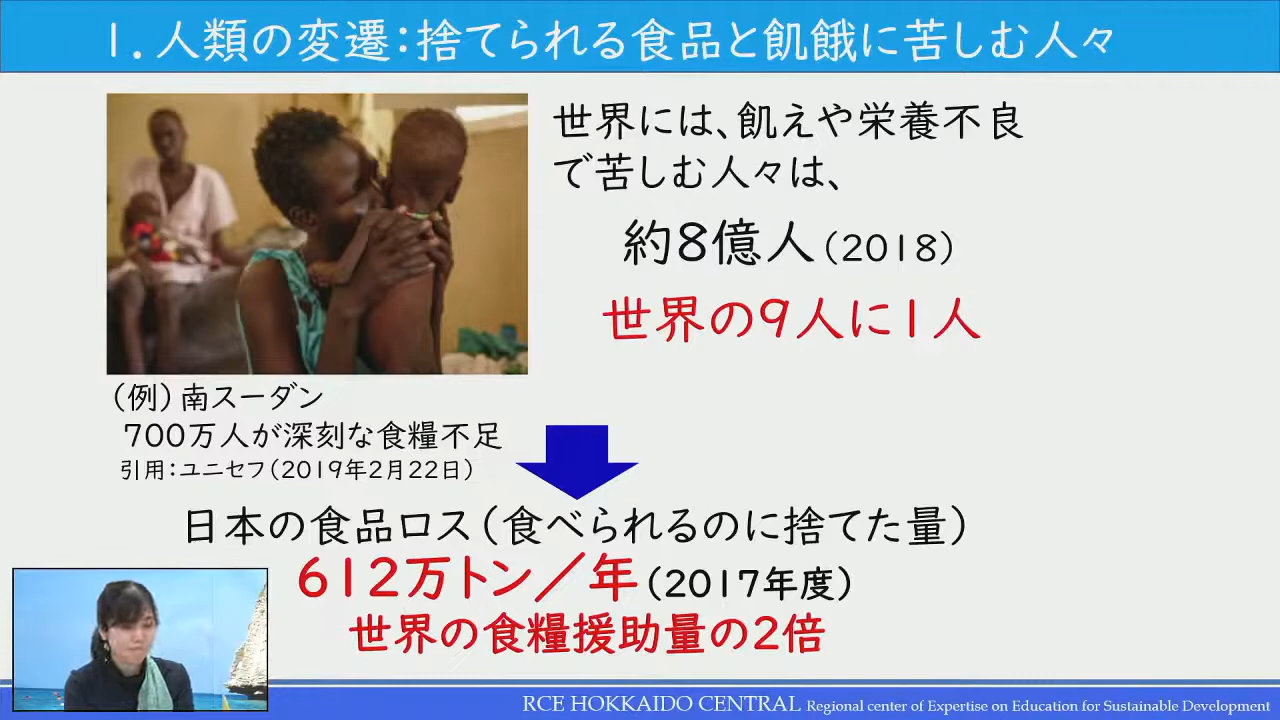 1.人類の変遷：捨てられる食品と飢餓に苦しむ人々
世界には、飢えや栄養不良
で苦しむ人々は、
約8億人（2018）
世界の9人に1人
（例）南スーダン
700万人が深刻な食糧不足
引用：ユニセフ（2019年2月22日）
日本の食品ロス（食べられるのに捨てた量）
612万トン／年（2017年度）
世界の食糧援助量の2倍
RCE HOKKAIDO CENTRAL Regional center of Expertise on Education for Sustainable Development